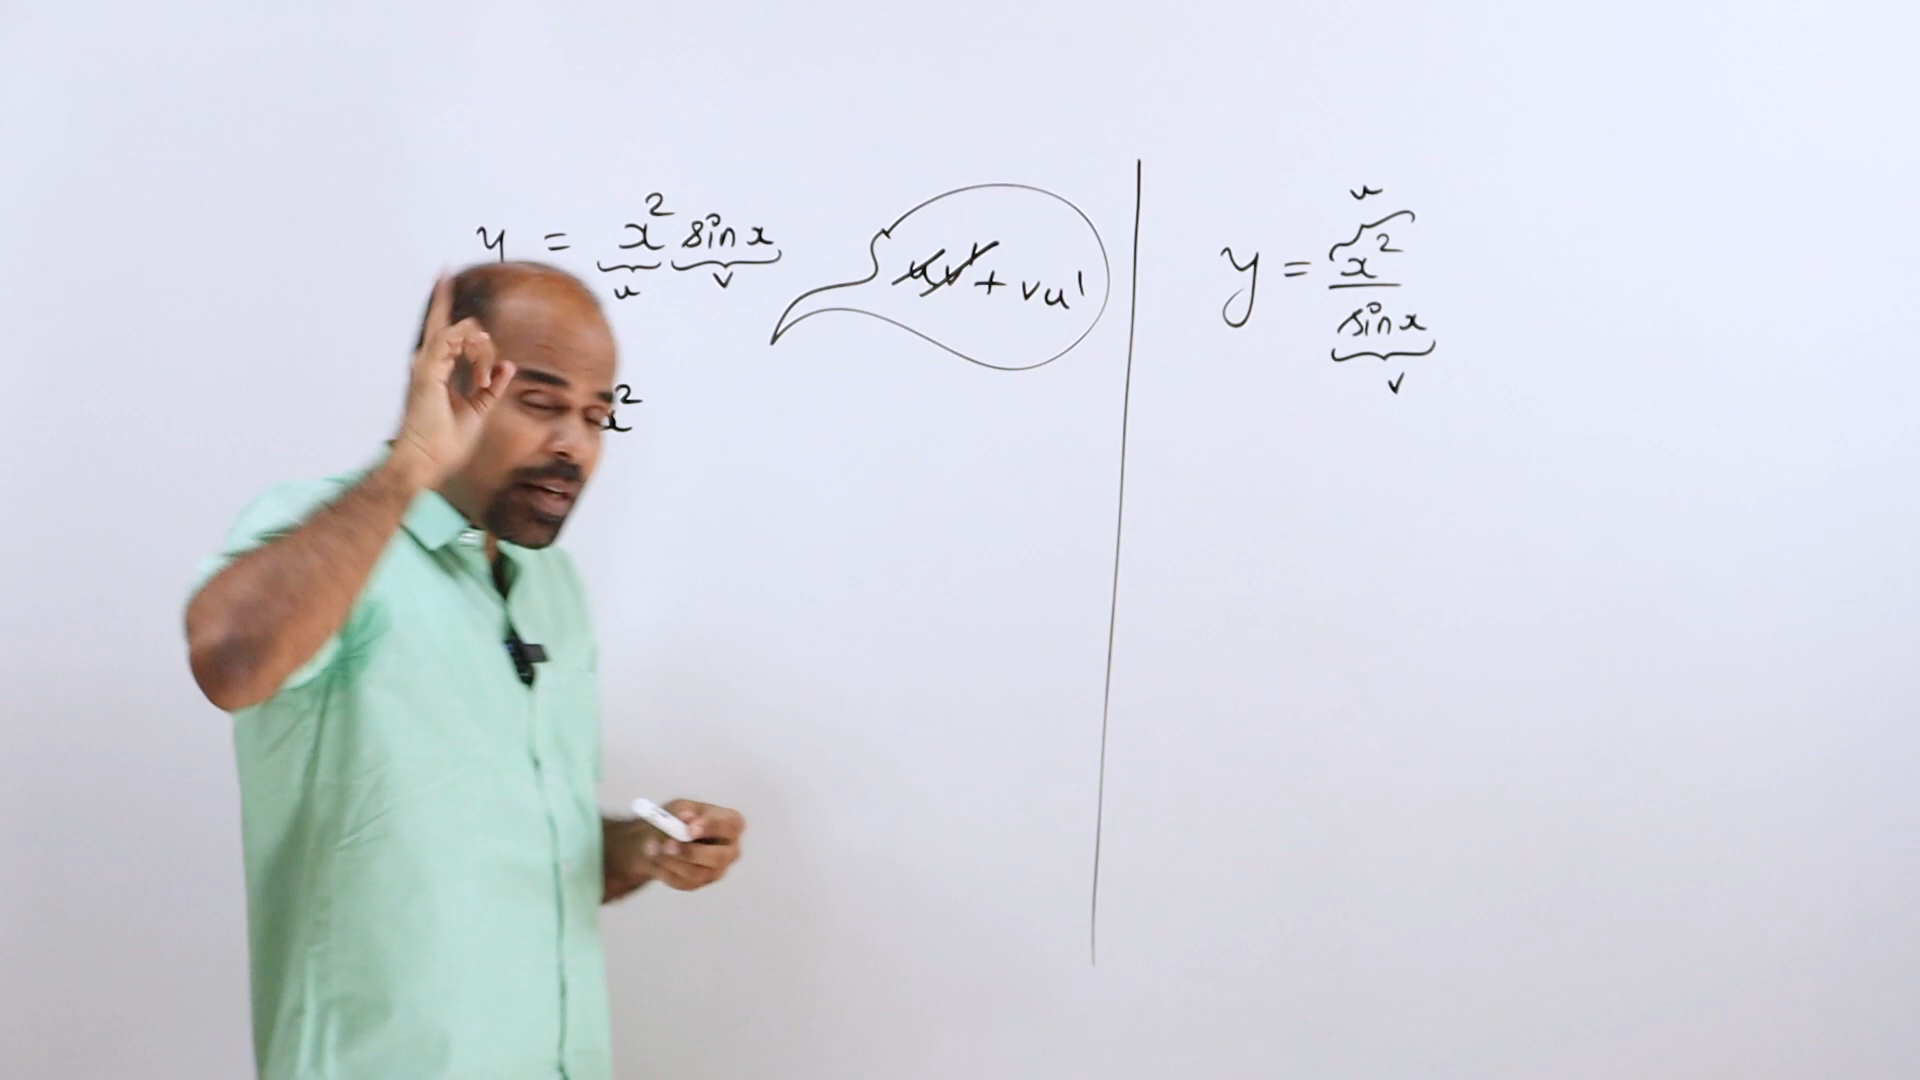 y = x² sin x
u v
uv' + vu'
x²
u
y = x²
sin x
v